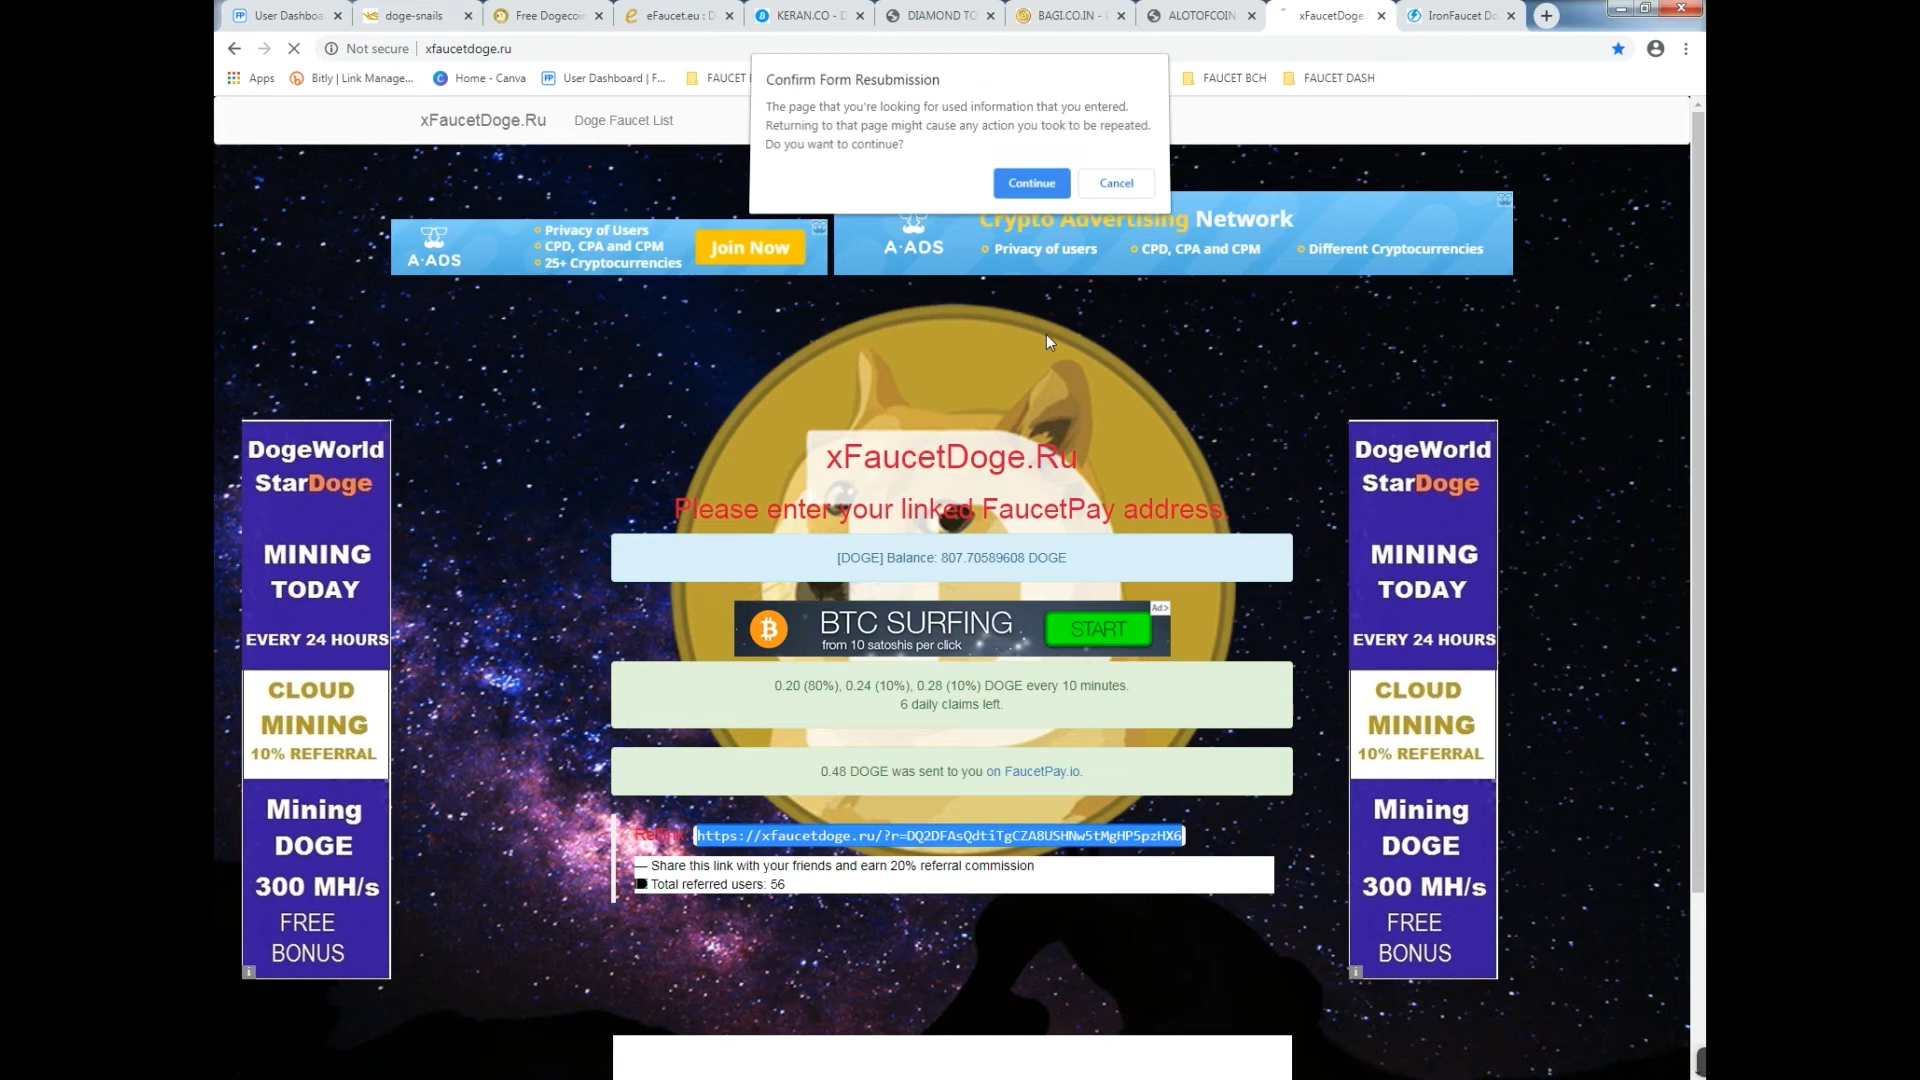 User Dashboa
doge-snails
Free Dogecoi
eFaucet.eu : D
KERAN.CO - D
DIAMOND TO
BAGI.CO.IN -
ALOTOFCOIN
xFaucetDoge.
IronFaucet Do
Not secure
xfaucetdoge.ru
Apps
Bitly | Link Manage...
Home - Canva
User Dashboard | F...
FAUCET
FAUCET BCH
FAUCET DASH
Confirm Form Resubmission
The page that you're looking for used information that you entered.
Returning to that page might cause any action you took to be repeated.
Do you want to continue?
Continue
Cancel
xFaucetDoge.Ru
Doge Faucet List
A-ADS
Privacy of Users
CPD, CPA and CPM
25+ Cryptocurrencies
Join Now
A-ADS
Crypto Advertising Network
Privacy of users
CPD, CPA and CPM
Different Cryptocurrencies
DogeWorld
StarDoge
MINING
TODAY
EVERY 24 HOURS
CLOUD
MINING
10% REFERRAL
Mining
DOGE
300 MH/s
FREE
BONUS
xFaucetDoge.Ru
Please enter your linked FaucetPay address.
[DOGE] Balance: 807.70589608 DOGE
BTC SURFING
from 10 satoshis per click
START
Ad>
0.20 (80%), 0.24 (10%), 0.28 (10%) DOGE every 10 minutes.
6 daily claims left.
0.48 DOGE was sent to you on FaucetPay.io.
https://xfaucetdoge.ru/?r=DQ2DFAsQdtiTgCZA8USHNw5tMgHP5pzHX6
— Share this link with your friends and earn 20% referral commission
Total referred users: 56
DogeWorld
StarDoge
MINING
TODAY
EVERY 24 HOURS
CLOUD
MINING
10% REFERRAL
Mining
DOGE
300 MH/s
FREE
BONUS